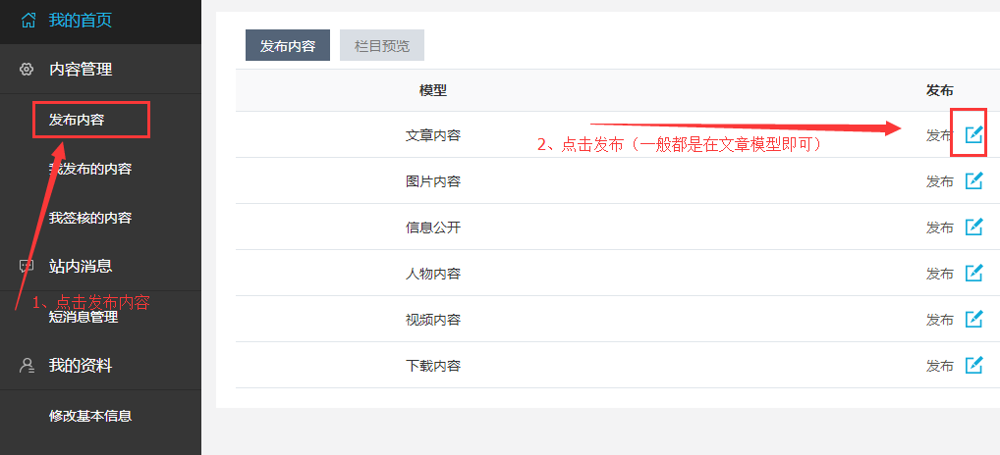 我的首页
内容管理
发布内容
我发布的内容
我签核的内容
站内消息
1、点击发布内容
短消息管理
我的资料
修改基本信息
发布内容 栏目预览
模型 发布
文章内容 发布
2、点击发布（一般都是在文章模型即可）
图片内容 发布
信息公开 发布
人物内容 发布
视频内容 发布
下载内容 发布